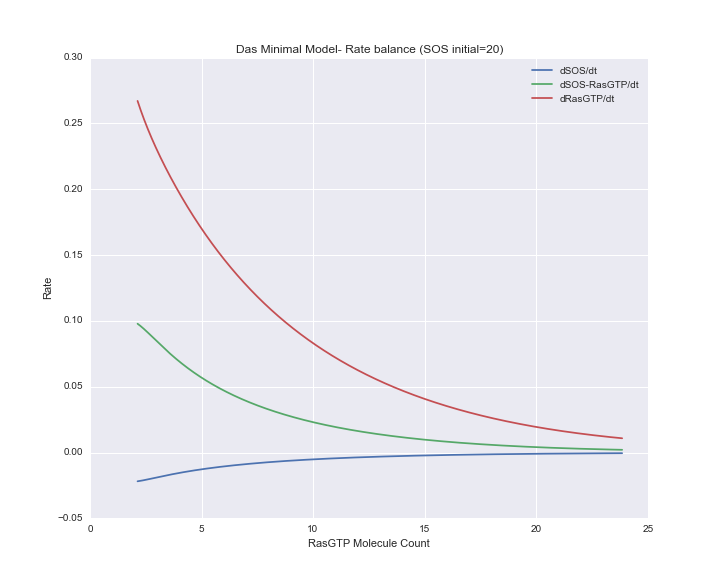 Das Minimal Model- Rate balance (SOS initial=20)
dSOS/dt
dSOS-RasGTP/dt
dRasGTP/dt
0.30
0.25
0.20
0.15
0.10
0.05
0.00
−0.05
Rate
0 5 10 15 20 25
RasGTP Molecule Count